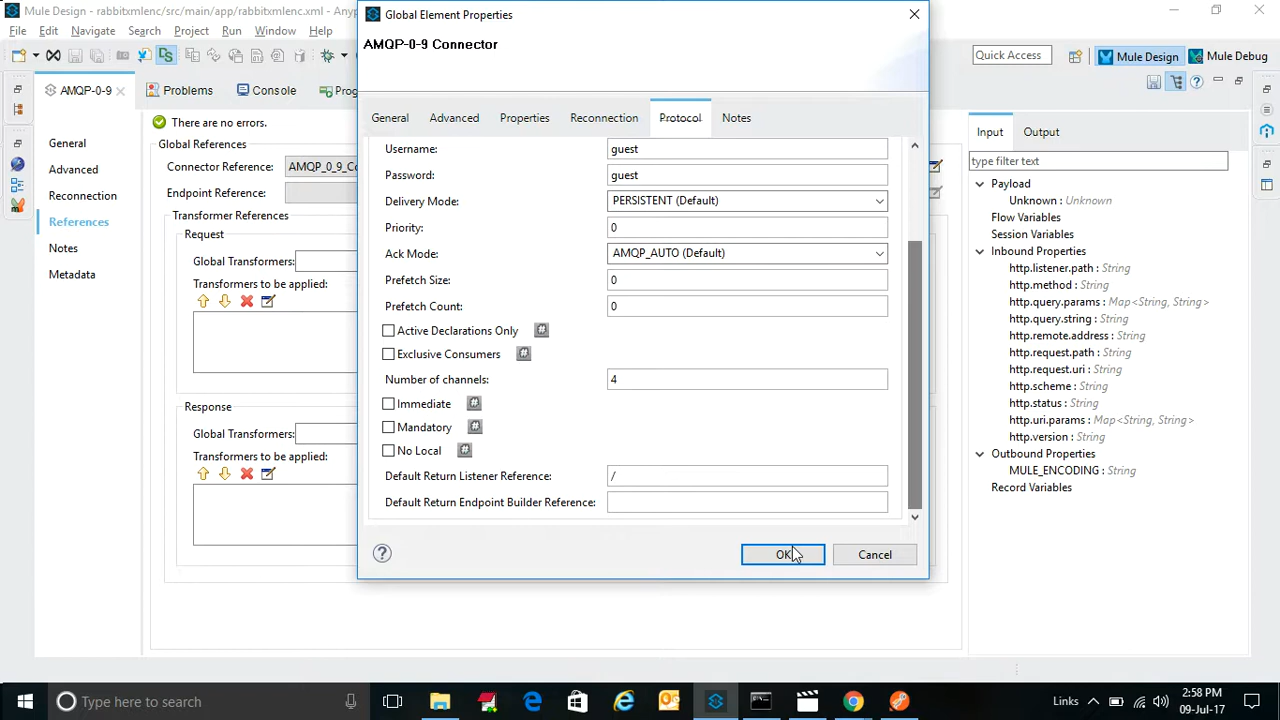 Mule Design - rabbitxmlenc/src/main/app/rabbitxmlenc.xml - Anyp
File Edit Navigate Search Project Run Window Help
Global Element Properties
AMQP-0-9 Connector
Quick Access
Mule Design
Mule Debug
AMQP-0-9
Problems
Console
Prog
General
Advanced
Reconnection
References
Notes
Metadata
There are no errors.
Global References
Connector Reference: AMQP_0_9_Co
Endpoint Reference:
Transformer References
Request
Global Transformers:
Transformers to be applied:
Response
Global Transformers:
Transformers to be applied:
General Advanced Properties Reconnection Protocol Notes
Username: guest
Password: guest
Delivery Mode: PERSISTENT (Default)
Priority: 0
Ack Mode: AMQP_AUTO (Default)
Prefetch Size: 0
Prefetch Count: 0
Active Declarations Only #
Exclusive Consumers #
Number of channels: 4
Immediate #
Mandatory #
No Local #
Default Return Listener Reference: /
Default Return Endpoint Builder Reference:
?
OK
Cancel
Input Output
type filter text
Payload
Unknown : Unknown
Flow Variables
Session Variables
Inbound Properties
http.listener.path : String
http.method : String
http.query.params : Map<String, String>
http.query.string : String
http.remote.address : String
http.request.path : String
http.request.uri : String
http.scheme : String
http.status : String
http.uri.params : Map<String, String>
http.version : String
Outbound Properties
MULE_ENCODING : String
Record Variables
Type here to search
Links
2:58 PM
09-Jul-17